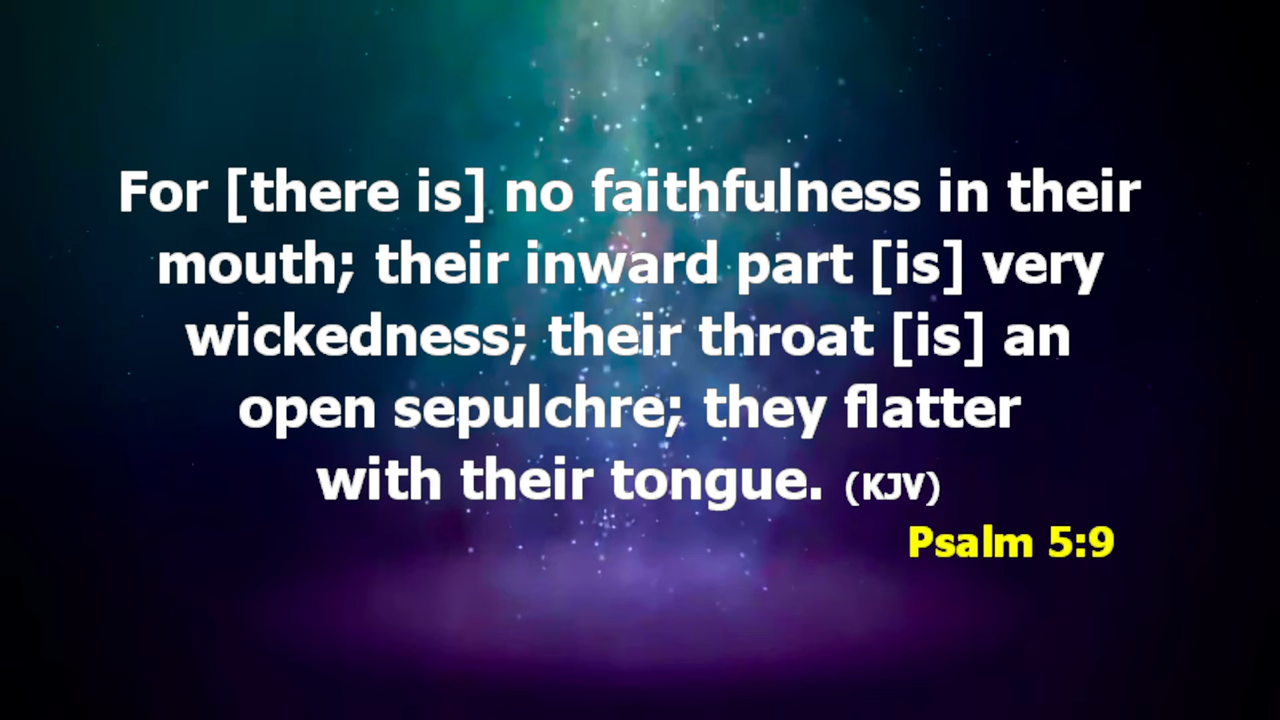 For [there is] no faithfulness in their
mouth; their inward part [is] very
wickedness; their throat [is] an
open sepulchre; they flatter
with their tongue. (KJV)
Psalm 5:9